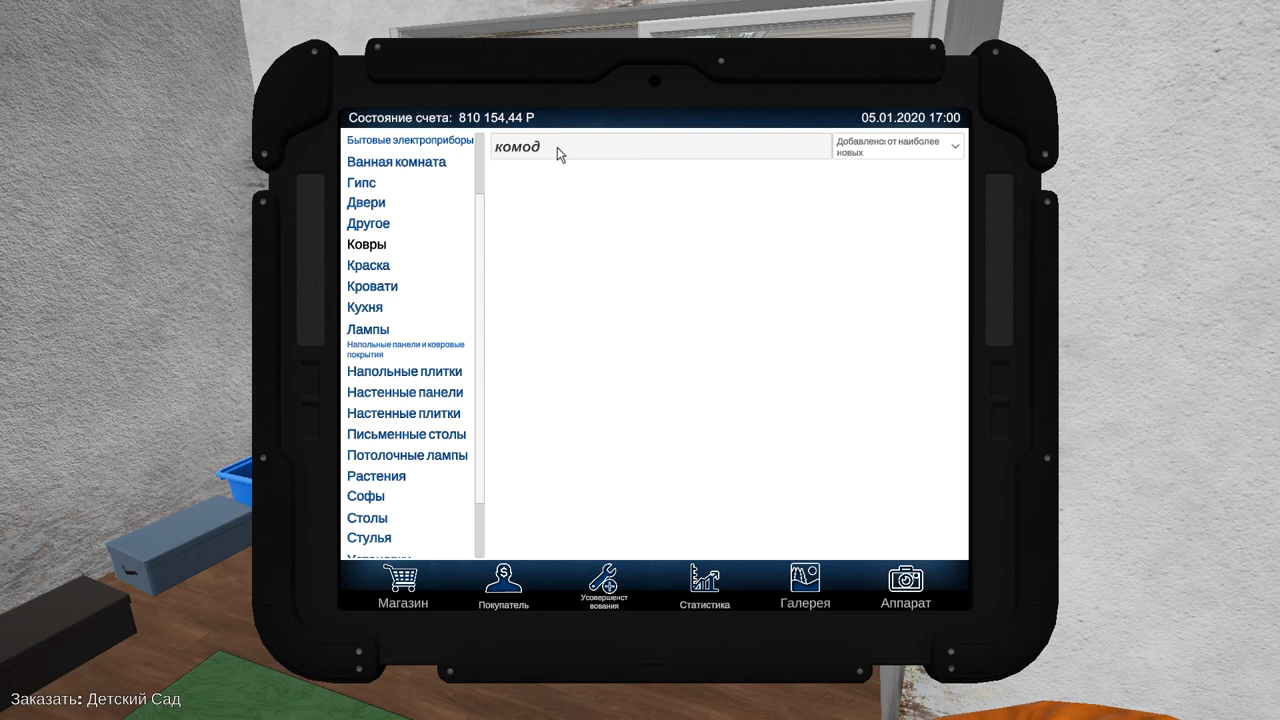 Состояние счета: 810 154,44 Р
05.01.2020 17:00
Бытовые электроприборы
Ванная комната
Гипс
Двери
Другое
Ковры
Краска
Кровати
Кухня
Лампы
Напольные панели и ковровые
покрытия
Напольные плитки
Настенные панели
Настенные плитки
Письменные столы
Потолочные лампы
Растения
Софы
Столы
Стулья
комод
Добавлено: от наиболее
новых
Магазин
Покупатель
Усовершенст
вования
Статистика
Галерея
Аппарат
Заказать: Детский Сад